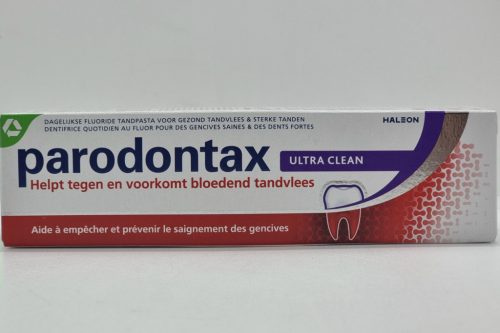 DAGELIJKSE FLUORIDE TANDPASTA VOOR GEZOND TANDVLEES & STERKE TANDEN
DENTIFRICE QUOTIDIEN AU FLUOR POUR DES GENCIVES SAINES & DES DENTS FORTES
HALEON
parodontax
ULTRA CLEAN
Helpt tegen en voorkomt bloedend tandvlees
Aide à empêcher et prévenir le saignement des gencives